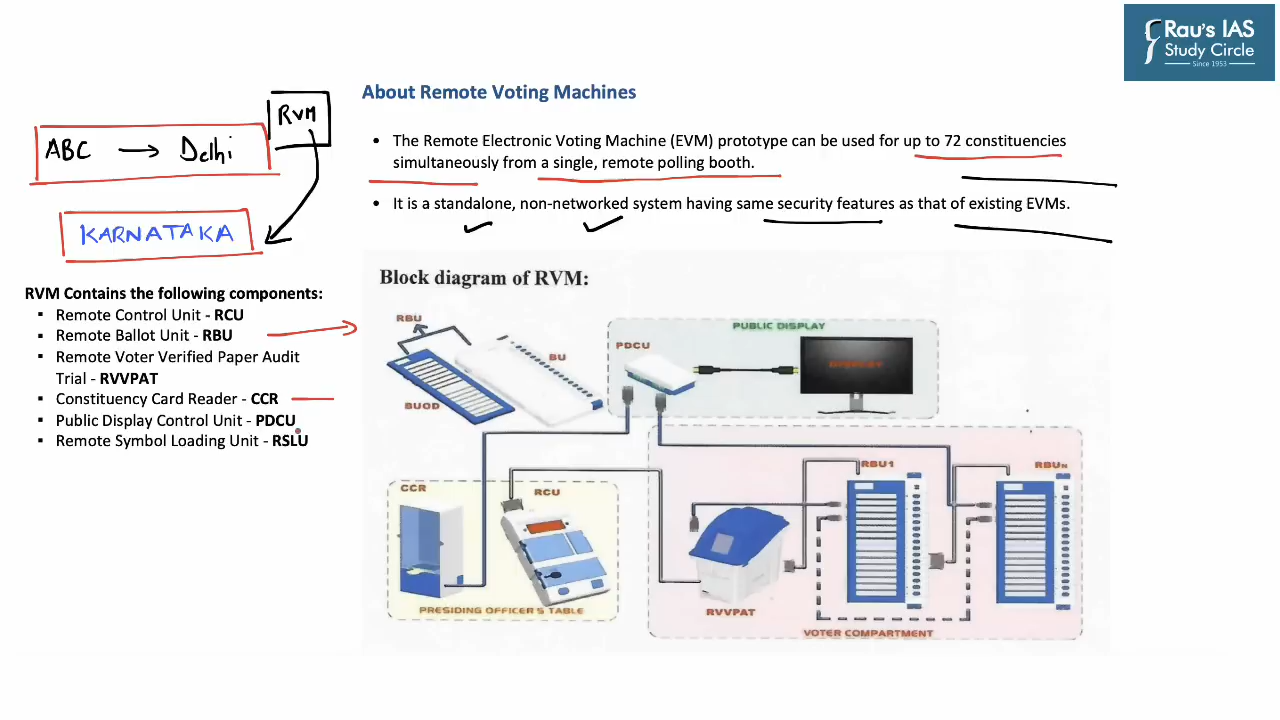 Rau's IAS
Study Circle
Since 1953
About Remote Voting Machines
RVM
ABC → Delhi
KARNATAKA
• The Remote Electronic Voting Machine (EVM) prototype can be used for up to 72 constituencies
simultaneously from a single, remote polling booth.
• It is a standalone, non-networked system having same security features as that of existing EVMs.
RVM Contains the following components:
▪ Remote Control Unit - RCU
▪ Remote Ballot Unit - RBU
▪ Remote Voter Verified Paper Audit
Trial - RVVPAT
▪ Constituency Card Reader - CCR
▪ Public Display Control Unit - PDCU
▪ Remote Symbol Loading Unit - RSLU
Block diagram of RVM:
RBU
BU
BUOD
PUBLIC DISPLAY
PDCU
DISPLAY
CCR
RCU
PRESIDING OFFICER'S TABLE
RBU1
RBUN
RVVPAT
VOTER COMPARTMENT